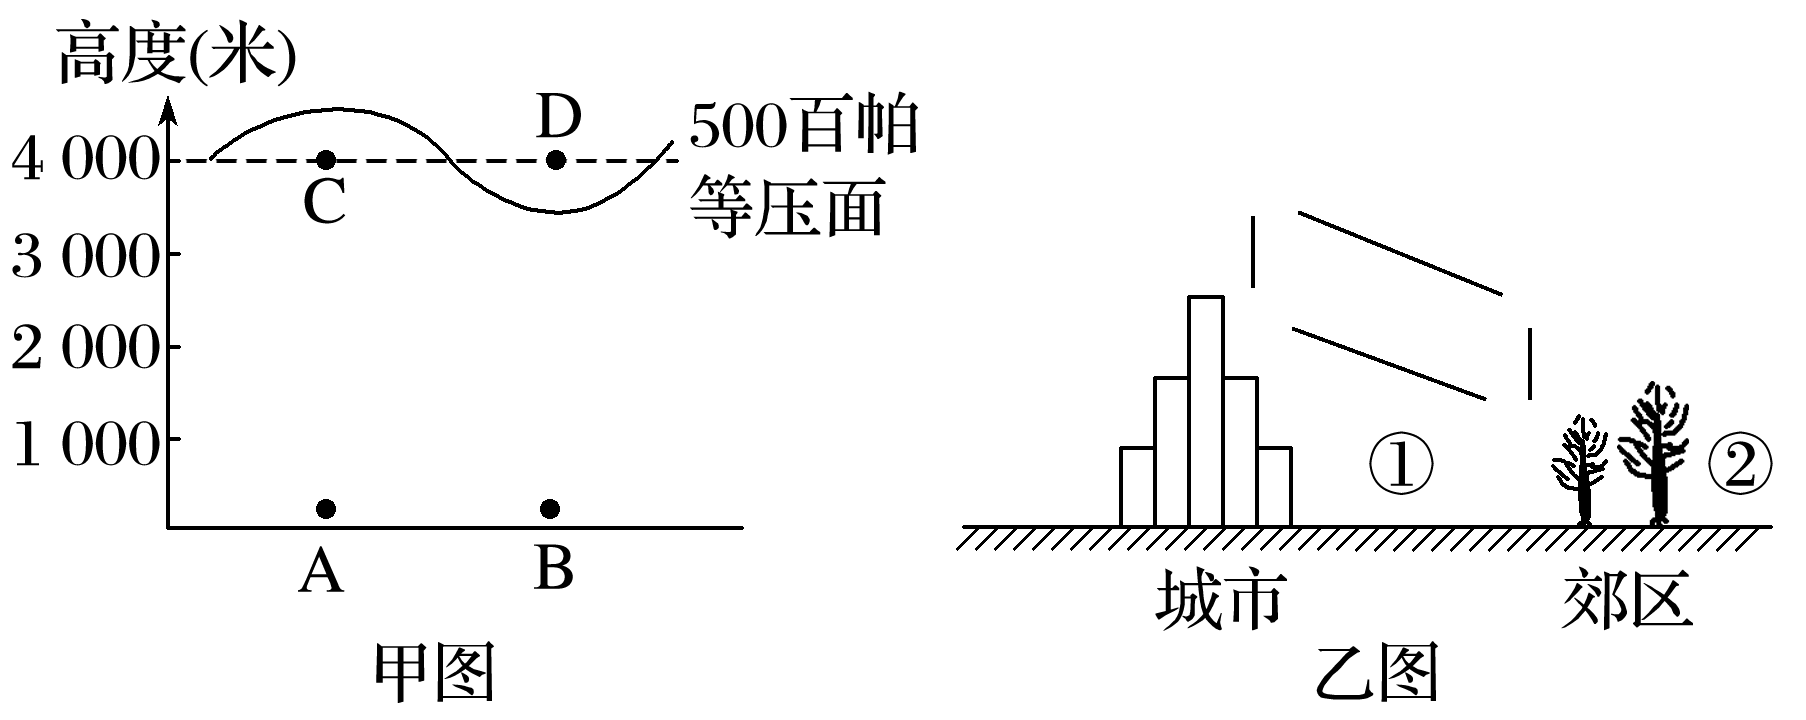 高度(米)
4 000
3 000
2 000
1 000
C
D
500百帕
等压面
A
B
甲图
①
②
城市
郊区
乙图